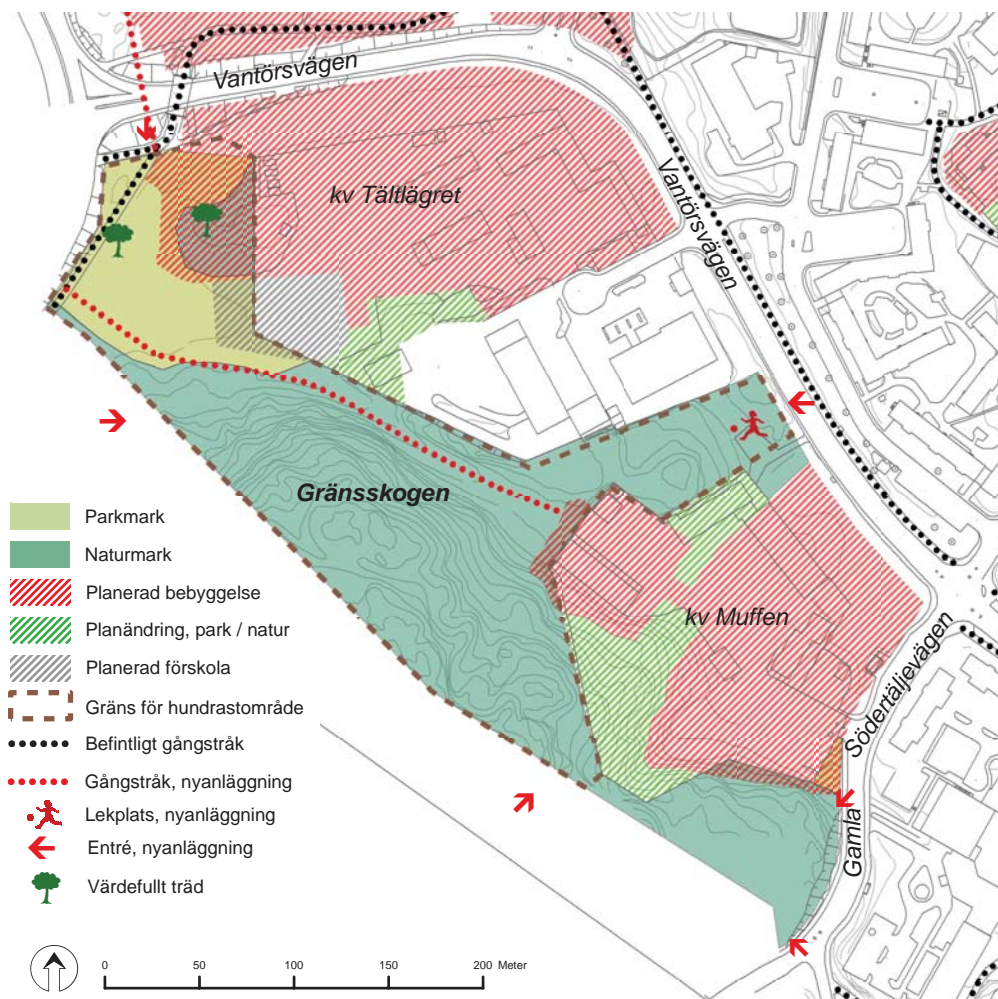 Vantörsvägen
kv Tältlägret
Vantörsvägen
Gränsskogen
kv Muffen
Södertäljevägen
Gamla
Parkmark
Naturmark
Planerad bebyggelse
Planändring, park / natur
Planerad förskola
Gräns för hundrastområde
Befintligt gångstråk
Gångstråk, nyanläggning
Lekplats, nyanläggning
Entré, nyanläggning
Värdefullt träd
0 50 100 150 200 Meter